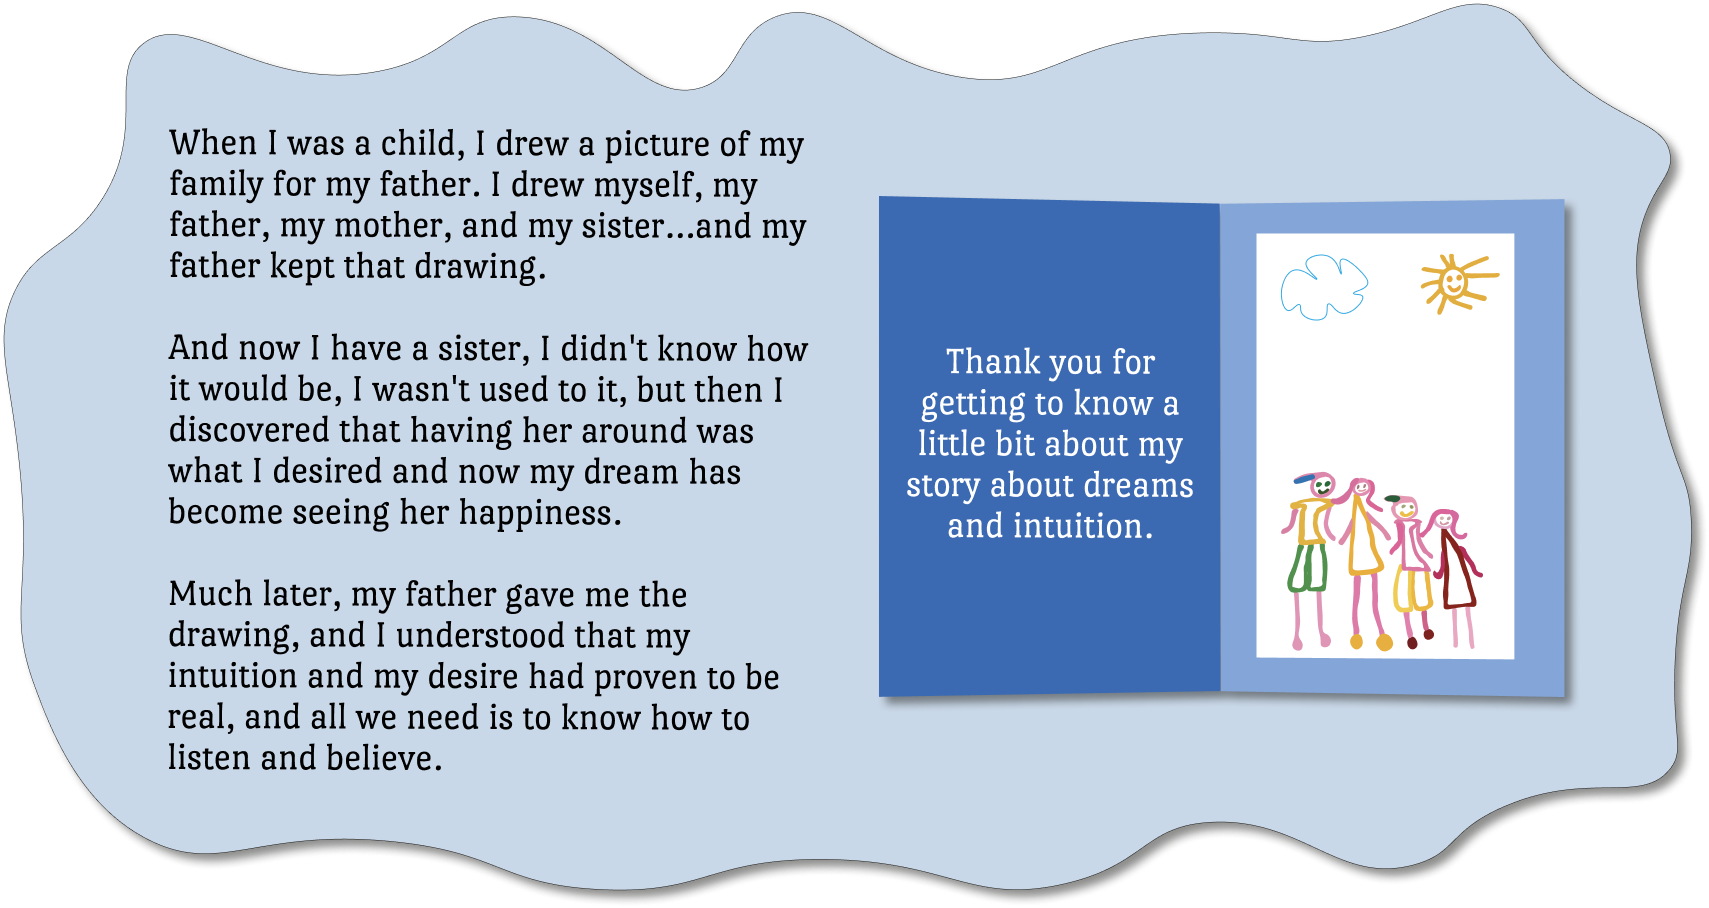 When I was a child, I drew a picture of my
family for my father. I drew myself, my
father, my mother, and my sister...and my
father kept that drawing.
And now I have a sister, I didn't know how
it would be, I wasn't used to it, but then I
discovered that having her around was
what I desired and now my dream has
become seeing her happiness.
Much later, my father gave me the
drawing, and I understood that my
intuition and my desire had proven to be
real, and all we need is to know how to
listen and believe.
Thank you for
getting to know a
little bit about my
story about dreams
and intuition.